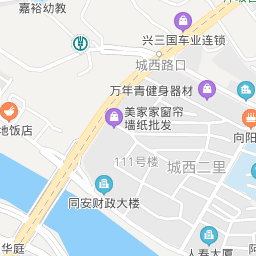 嘉裕幼教
兴三国车业连锁
城西路口
万年青健身器材
美家家窗帘
墙纸批发
地饭店
向阳
111号楼
城西二里
同安财政大楼
华庭
人寿大厦